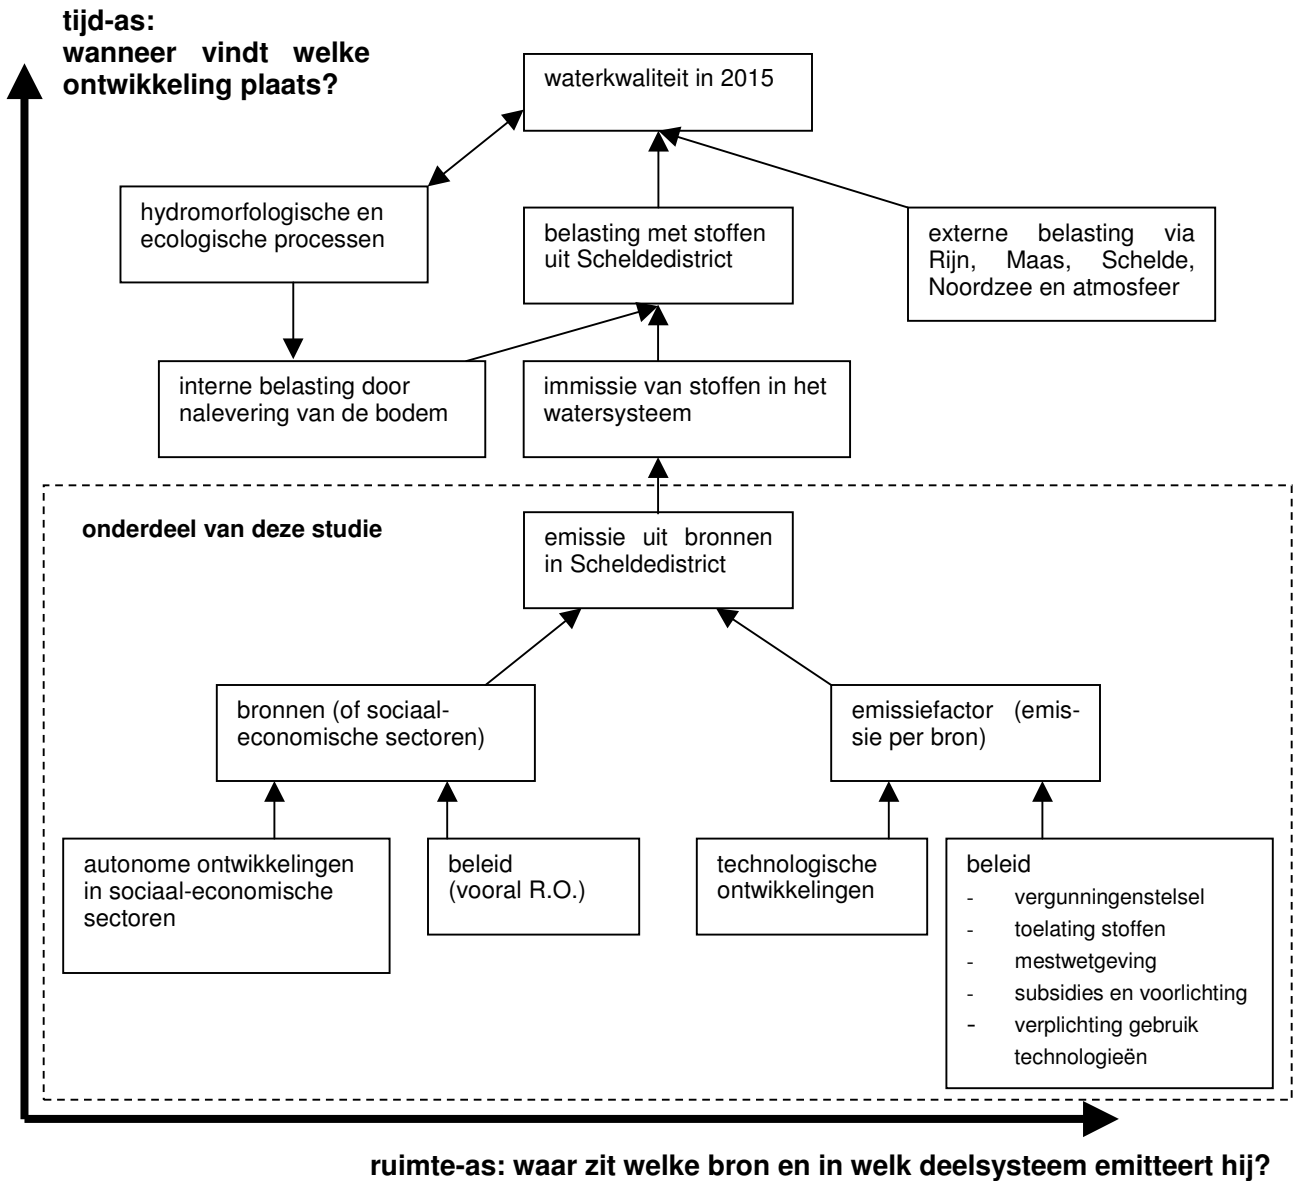 tijd-as:
wanneer vindt welke
ontwikkeling plaats?
waterkwaliteit in 2015
hydromorfologische en
ecologische processen
belasting met stoffen
uit Scheldedistrict
externe belasting via
Rijn, Maas, Schelde,
Noordzee en atmosfeer
interne belasting door
nalevering van de bodem
immissie van stoffen in het
watersysteem
onderdeel van deze studie
emissie uit bronnen
in Scheldedistrict
bronnen (of sociaal-
economische sectoren)
emissiefactor (emis-
sie per bron)
autonome ontwikkelingen
in sociaal-economische
sectoren
beleid
(vooral R.O.)
technologische
ontwikkelingen
beleid
- vergunningenstelsel
- toelating stoffen
- mestwetgeving
- subsidies en voorlichting
- verplichting gebruik
technologieën
ruimte-as: waar zit welke bron en in welk deelsysteem emitteert hij?